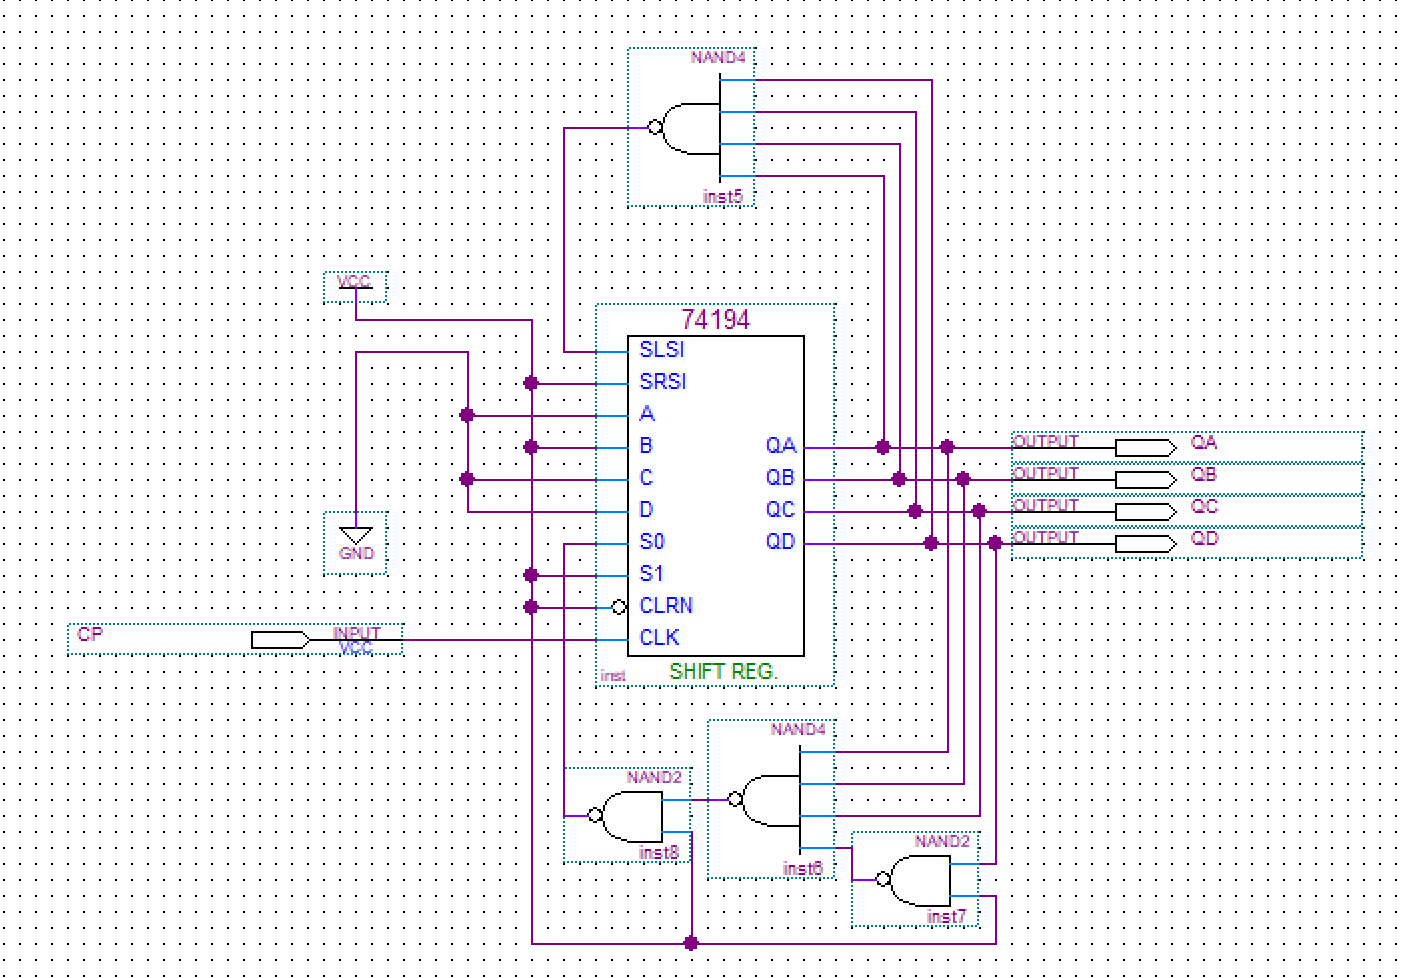 NAND4
inst5
VCC
74194
SLSI
SRSI
A
B
C
D
S0
S1
CLRN
CLK
QA
QB
QC
QD
OUTPUT QA
OUTPUT QB
OUTPUT QC
OUTPUT QD
GND
CP
INPUT
VCC
inst
SHIFT REG.
NAND4
inst6
NAND2
inst8
NAND2
inst7